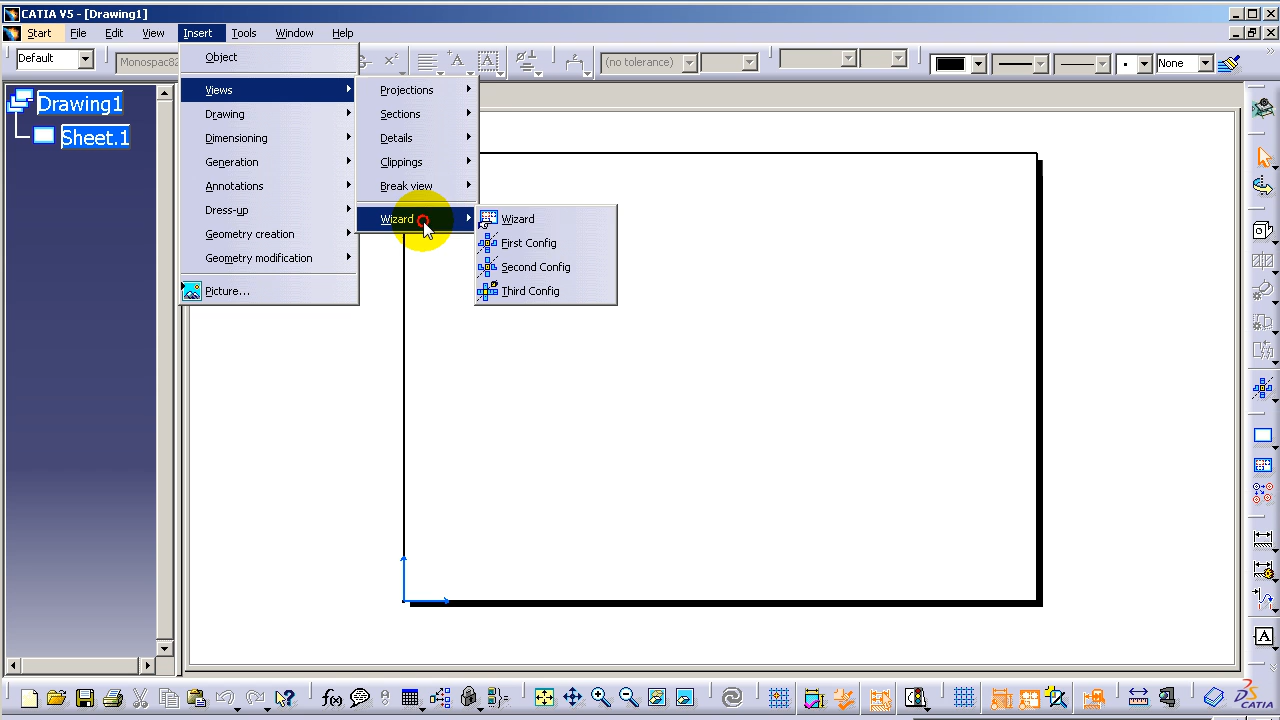 CATIA V5 - [Drawing1]
Start File Edit View Insert Tools Window Help
Default
(no tolerance)
None
Drawing1
Sheet.1
Object
Views
Drawing
Dimensioning
Generation
Annotations
Dress-up
Geometry creation
Geometry modification
Picture...
Projections
Sections
Details
Clippings
Break view
Wizard
Wizard
First Config
Second Config
Third Config
CATIA